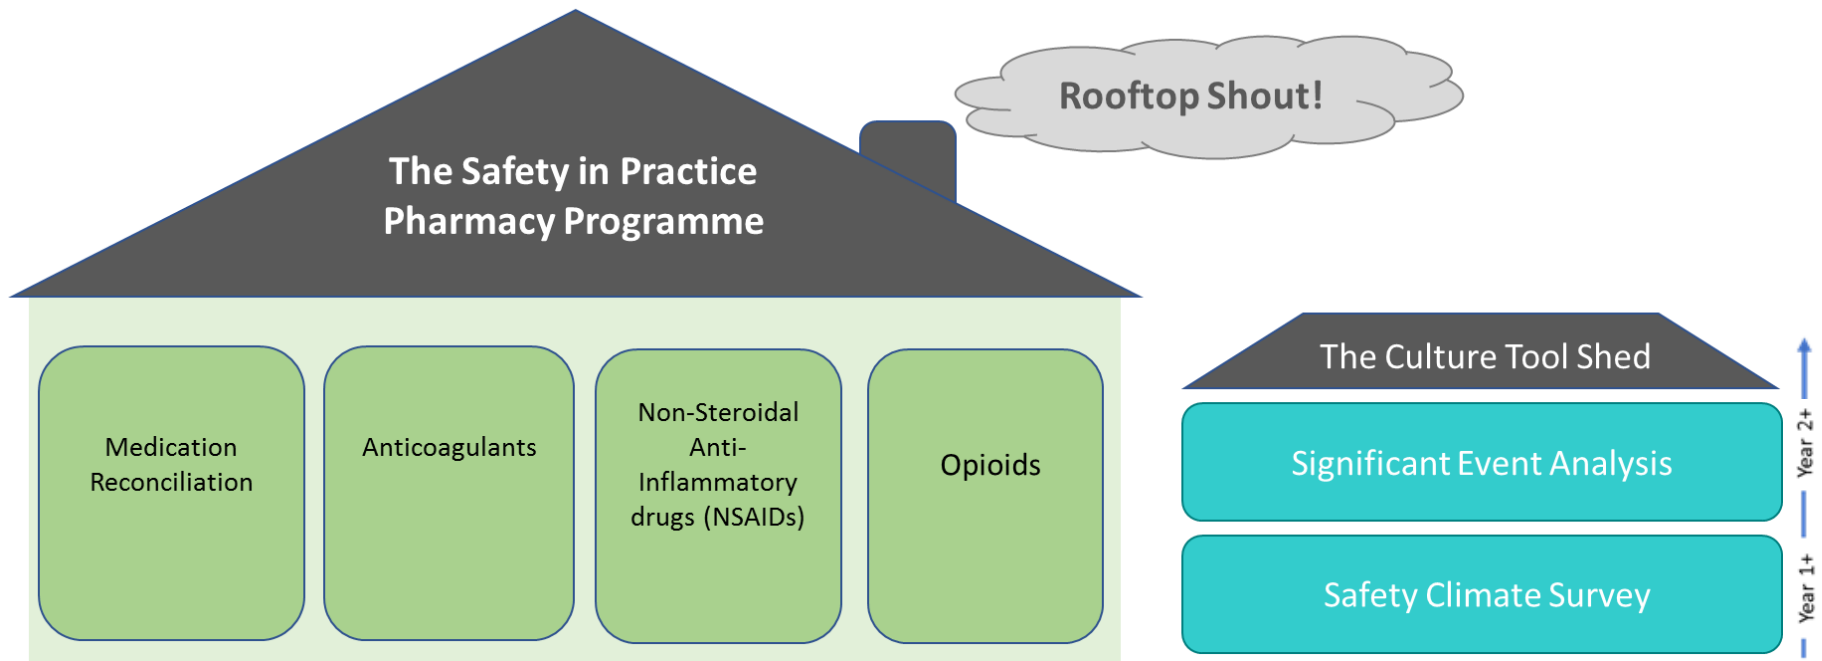 Rooftop Shout!
The Safety in Practice
Pharmacy Programme
Medication
Reconciliation
Anticoagulants
Non-Steroidal
Anti-
Inflammatory
drugs (NSAIDs)
Opioids
The Culture Tool Shed
Significant Event Analysis
Safety Climate Survey
Year 2+
Year 1+